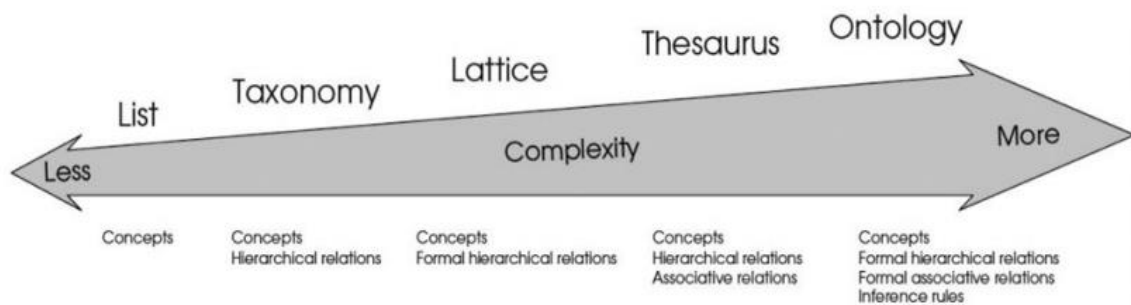 Ontology
Thesaurus
Lattice
Taxonomy
List
Less
Complexity
More
Concepts
Concepts
Hierarchical relations
Concepts
Formal hierarchical relations
Concepts
Hierarchical relations
Associative relations
Concepts
Formal hierarchical relations
Formal associative relations
Inference rules